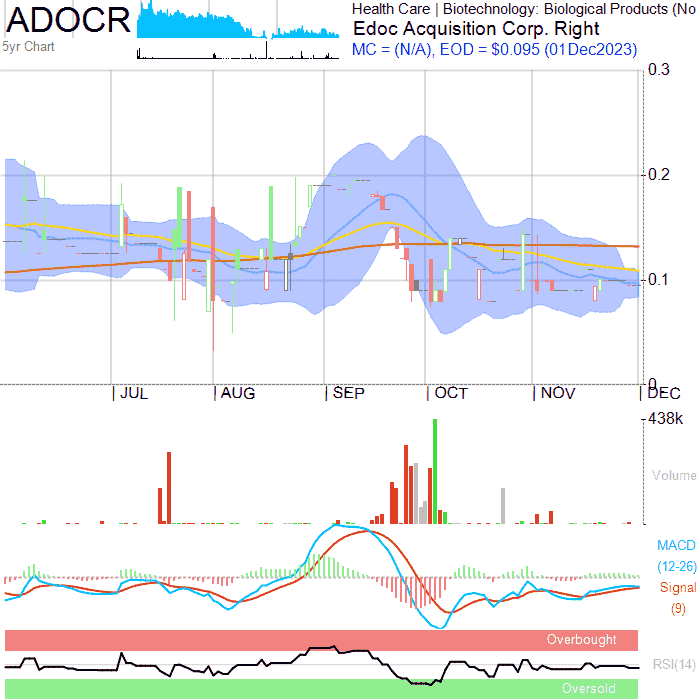 ADOCR
5yr Chart
Health Care | Biotechnology: Biological Products (No
Edoc Acquisition Corp. Right
MC = (N/A), EOD = $0.095 (01Dec2023)
0.3
0.2
0.1
0
JUL AUG SEP OCT NOV DEC
438k
Volume
MACD
(12-26)
Signal
(9)
Overbought
RSI(14)
Oversold